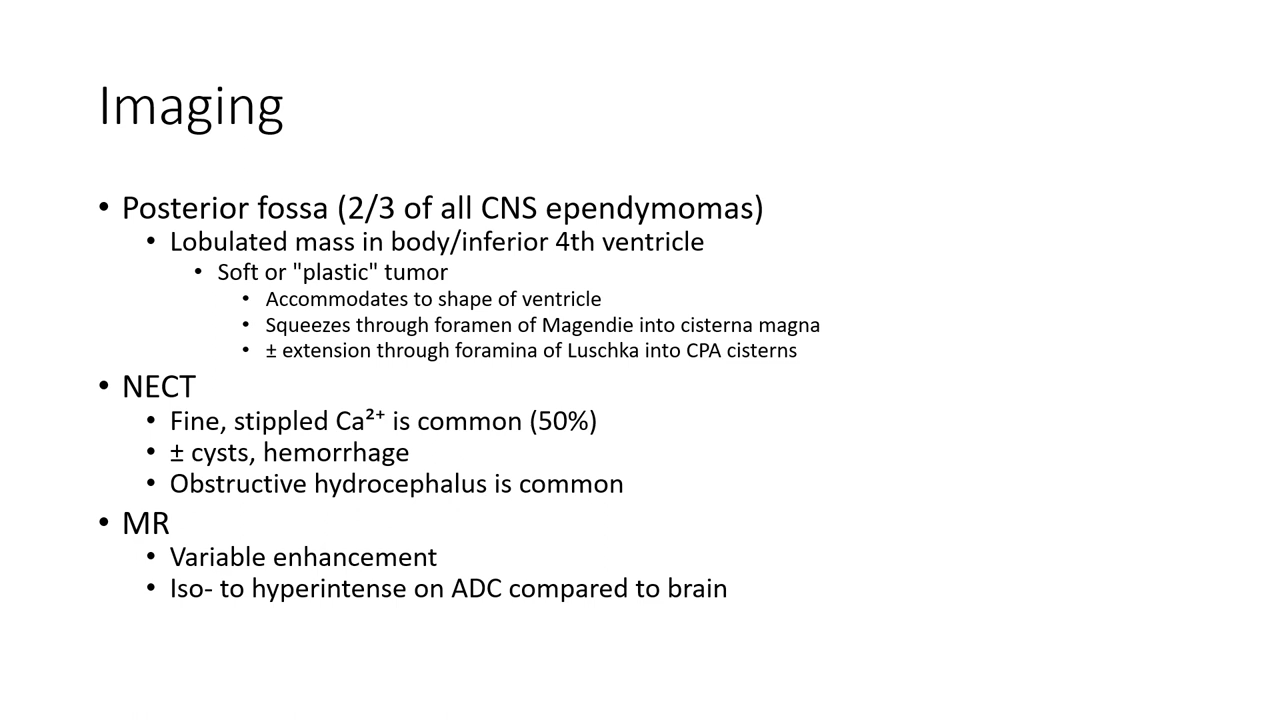 Imaging
• Posterior fossa (2/3 of all CNS ependymomas)
• Lobulated mass in body/inferior 4th ventricle
• Soft or "plastic" tumor
• Accommodates to shape of ventricle
• Squeezes through foramen of Magendie into cisterna magna
• ± extension through foramina of Luschka into CPA cisterns
• NECT
• Fine, stippled Ca²⁺ is common (50%)
• ± cysts, hemorrhage
• Obstructive hydrocephalus is common
• MR
• Variable enhancement
• Iso- to hyperintense on ADC compared to brain